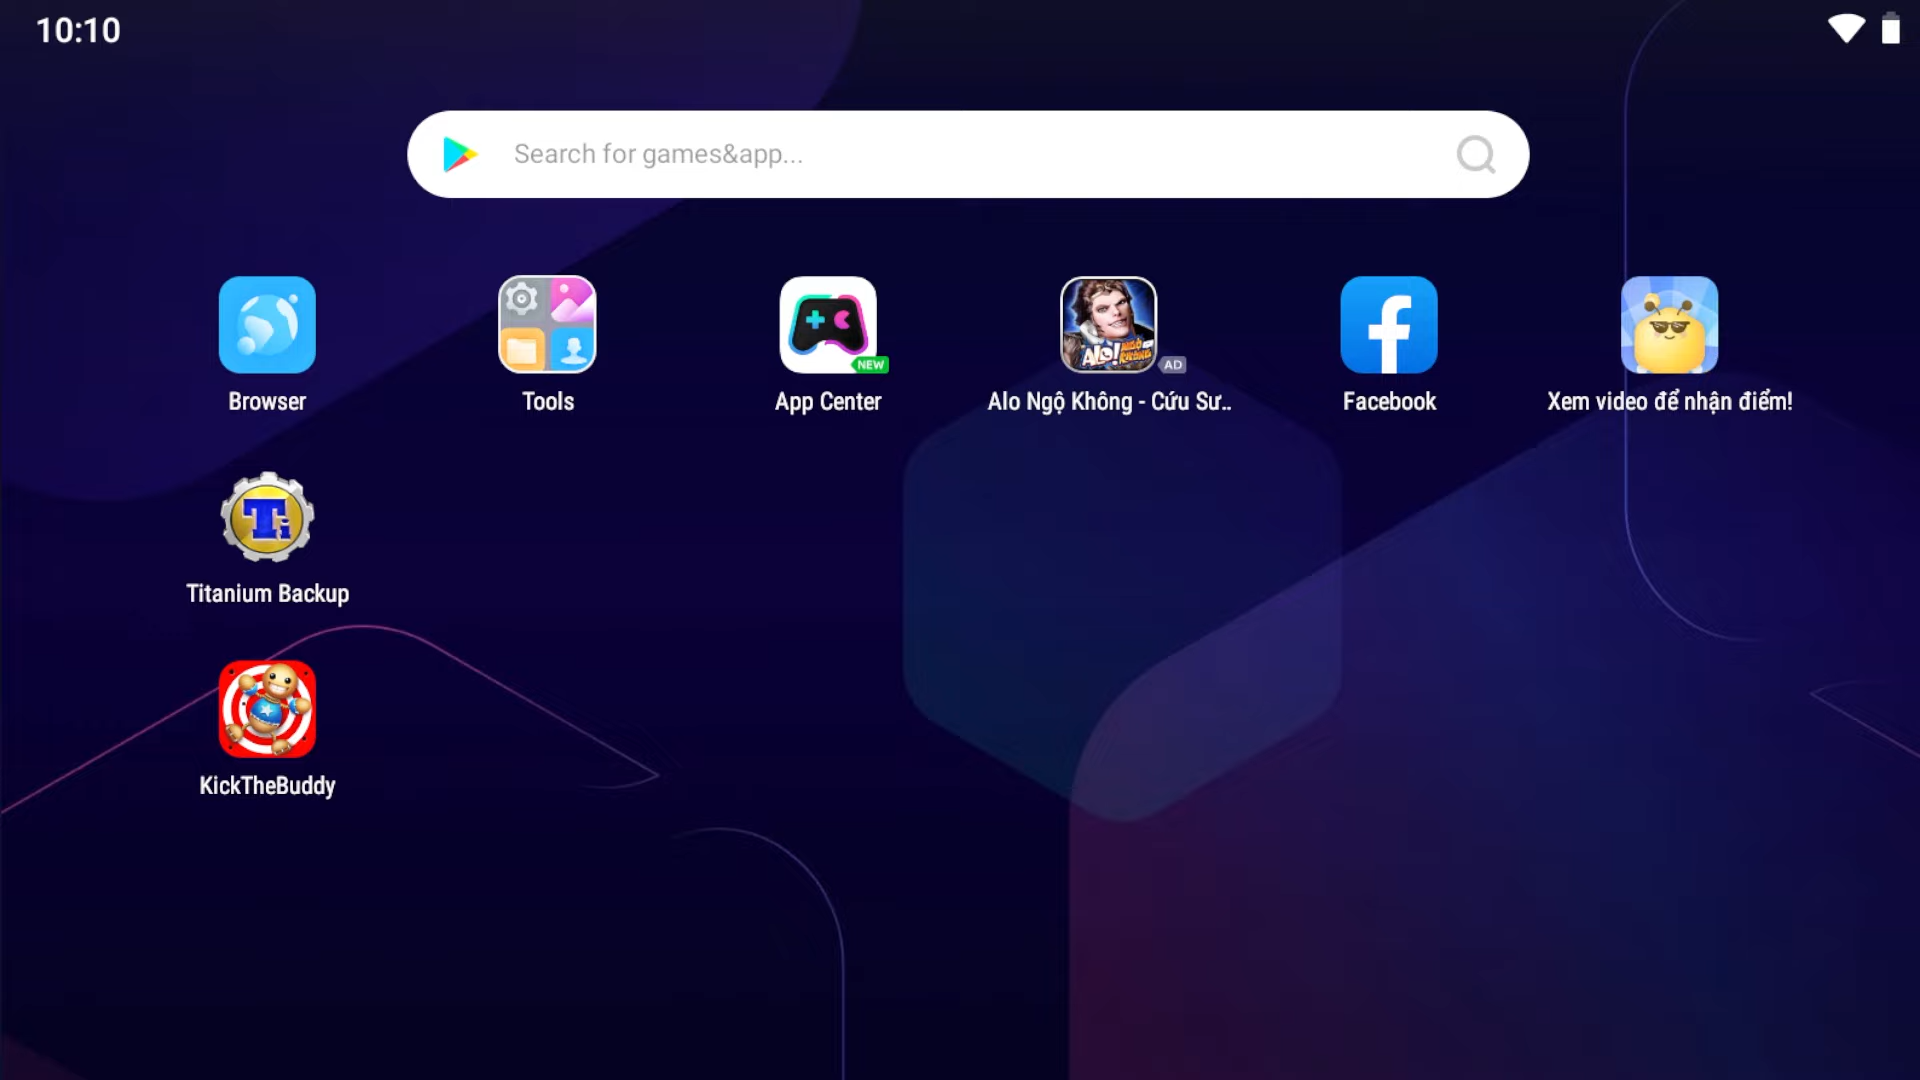 10:10
Search for games&app...
NEW
AD
Browser
Tools
App Center
Alo Ngộ Không - Cứu Sư..
Facebook
Xem video để nhận điểm!
Titanium Backup
KickTheBuddy